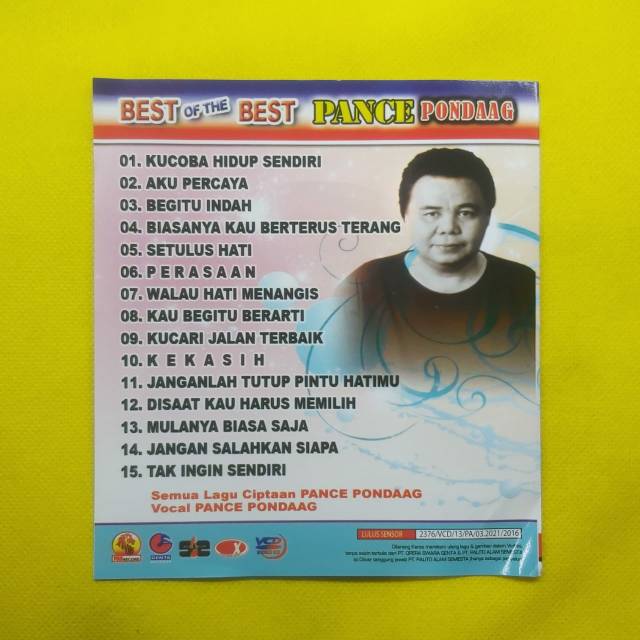 BEST OF THE BEST PANCE PONDAAG
01. KUCOBA HIDUP SENDIRI
02. AKU PERCAYA
03. BEGITU INDAH
04. BIASANYA KAU BERTERUS TERANG
05. SETULUS HATI
06. P E R A S A A N
07. WALAU HATI MENANGIS
08. KAU BEGITU BERARTI
09. KUCARI JALAN TERBAIK
10. K E K A S I H
11. JANGANLAH TUTUP PINTU HATIMU
12. DISAAT KAU HARUS MEMILIH
13. MULANYA BIASA SAJA
14. JANGAN SALAHKAN SIAPA
15. TAK INGIN SENDIRI
Semua Lagu Ciptaan PANCE PONDAAG
Vocal PANCE PONDAAG
LULUS SENSOR 2376/VCD/13/PA/03.2021/2016